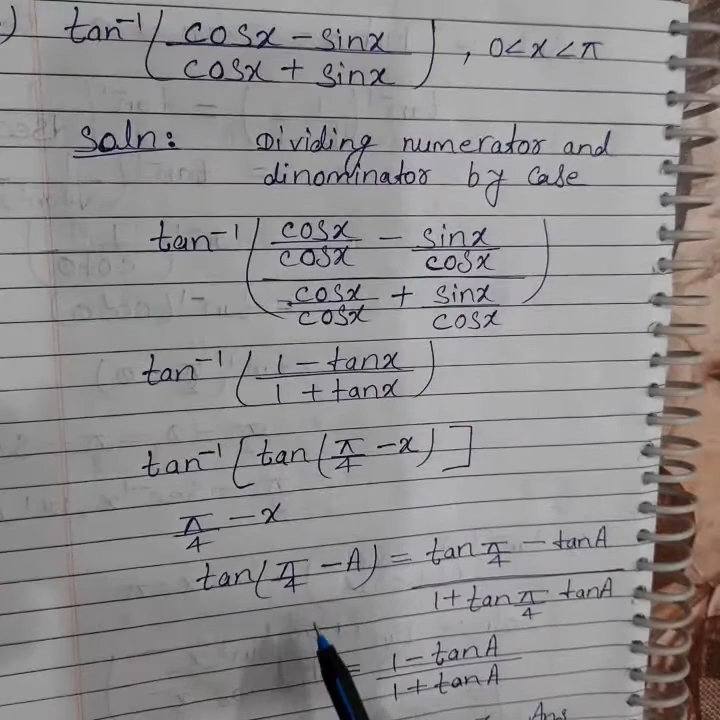 tan⁻¹ ( (cosx - sinx) / (cosx + sinx) ) , 0 < x < π
Soln: Dividing numerator and
dinominator by Case
tan⁻¹ ( (cosx/cosx - sinx/cosx) / (cosx/cosx + sinx/cosx) )
tan⁻¹ ( (1 - tanx) / (1 + tanx) )
tan⁻¹ [ tan ( π/4 - x ) ]
π/4 - x
tan( π/4 - A ) = (tan π/4 - tanA) / (1 + tan π/4 tanA)
= (1 - tanA) / (1 + tanA)
Ans